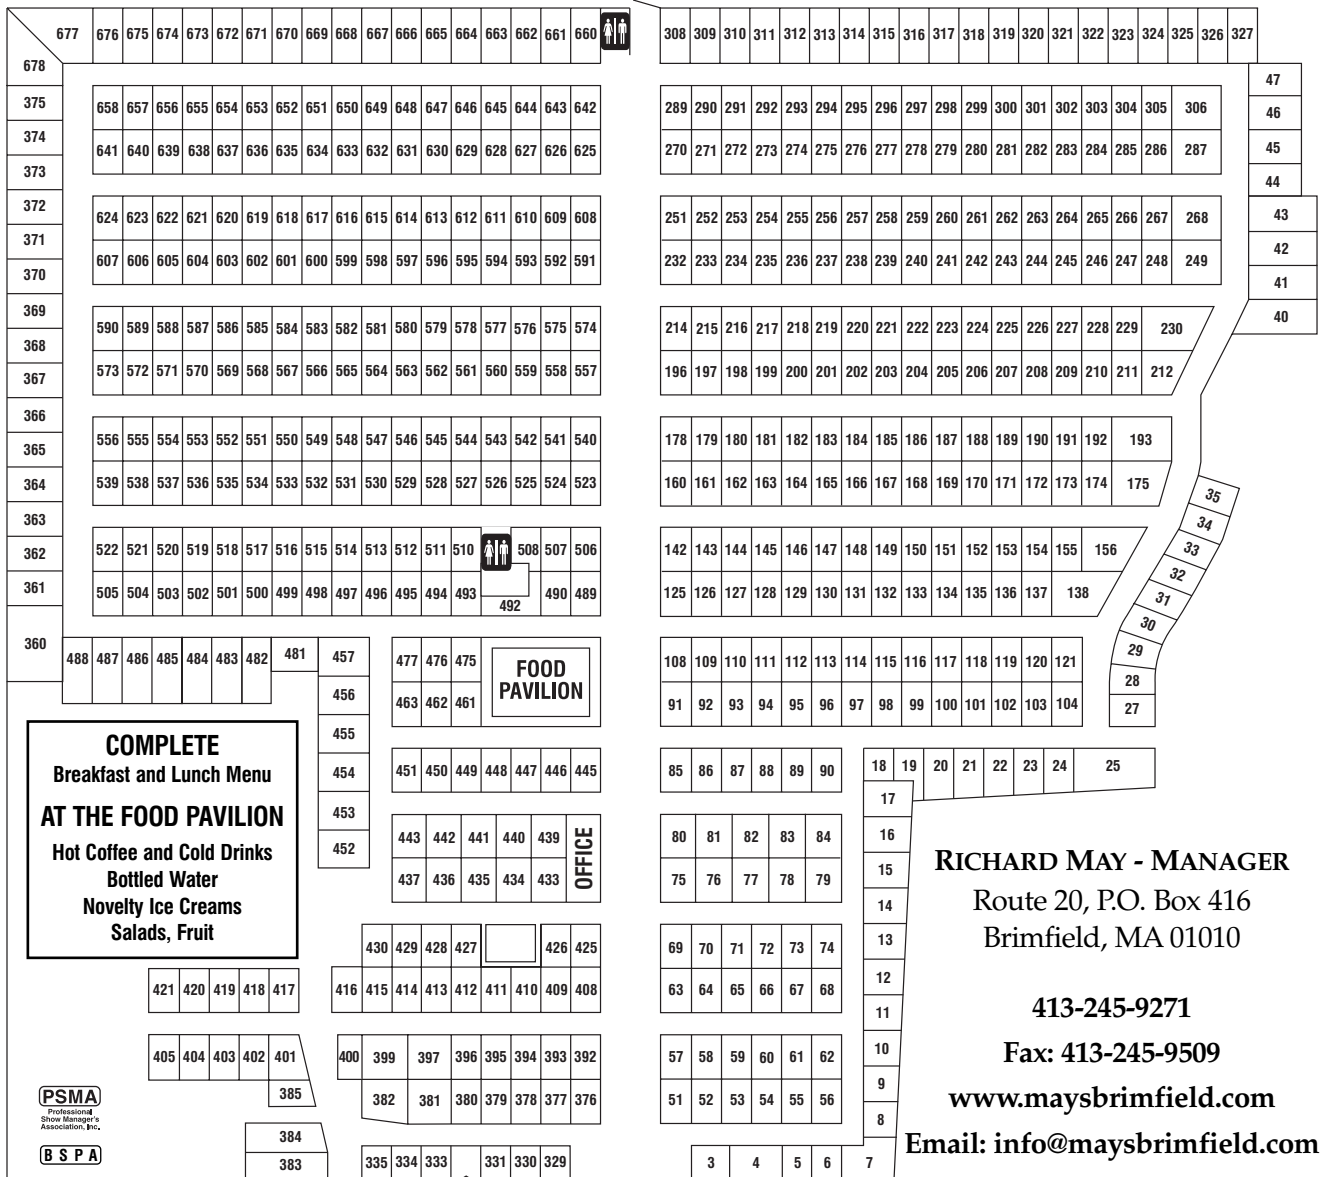 677 676 675 674 673 672 671 670 669 668 667 666 665 664 663 662 661 660 308 309 310 311 312 313 314 315 316 317 318 319 320 321 322 323 324 325 326 327
678
47
375 658 657 656 655 654 653 652 651 650 649 648 647 646 645 644 643 642 289 290 291 292 293 294 295 296 297 298 299 300 301 302 303 304 305 306 46
374
641 640 639 638 637 636 635 634 633 632 631 630 629 628 627 626 625 270 271 272 273 274 275 276 277 278 279 280 281 282 283 284 285 286 287 45
373
44
372
624 623 622 621 620 619 618 617 616 615 614 613 612 611 610 609 608 251 252 253 254 255 256 257 258 259 260 261 262 263 264 265 266 267 268 43
371
42
607 606 605 604 603 602 601 600 599 598 597 596 595 594 593 592 591 232 233 234 235 236 237 238 239 240 241 242 243 244 245 246 247 248 249
370
41
369
40
590 589 588 587 586 585 584 583 582 581 580 579 578 577 576 575 574 214 215 216 217 218 219 220 221 222 223 224 225 226 227 228 229 230
368
573 572 571 570 569 568 567 566 565 564 563 562 561 560 559 558 557 196 197 198 199 200 201 202 203 204 205 206 207 208 209 210 211 212
367
366
556 555 554 553 552 551 550 549 548 547 546 545 544 543 542 541 540 178 179 180 181 182 183 184 185 186 187 188 189 190 191 192 193
365
539 538 537 536 535 534 533 532 531 530 529 528 527 526 525 524 523 160 161 162 163 164 165 166 167 168 169 170 171 172 173 174 175
364
35
363
34
522 521 520 519 518 517 516 515 514 513 512 511 510 508 507 506 142 143 144 145 146 147 148 149 150 151 152 153 154 155 156
362
33
32
361
505 504 503 502 501 500 499 498 497 496 495 494 493 490 489 125 126 127 128 129 130 131 132 133 134 135 136 137 138
492
31
30
360
29
488 487 486 485 484 483 482 481 457 477 476 475 108 109 110 111 112 113 114 115 116 117 118 119 120 121
FOOD
PAVILION
28
456 463 462 461 91 92 93 94 95 96 97 98 99 100 101 102 103 104 27
455
454 451 450 449 448 447 446 445 85 86 87 88 89 90 18 19 20 21 22 23 24 25
17
453
443 442 441 440 439 80 81 82 83 84 16
452
OFFICE
437 436 435 434 433 75 76 77 78 79 15
14
COMPLETE
Breakfast and Lunch Menu
AT THE FOOD PAVILION
Hot Coffee and Cold Drinks
Bottled Water
Novelty Ice Creams
Salads, Fruit
430 429 428 427 426 425 69 70 71 72 73 74 13
12
421 420 419 418 417 416 415 414 413 412 411 410 409 408 63 64 65 66 67 68
11
10
405 404 403 402 401 400 399 397 396 395 394 393 392 57 58 59 60 61 62
9
385 382 381 380 379 378 377 376 51 52 53 54 55 56
8
384
383 335 334 333 331 330 329 3 4 5 6 7
PSMA
Professional
Show Manager's
Association, Inc.
BSPA
RICHARD MAY - MANAGER
Route 20, P.O. Box 416
Brimfield, MA 01010
413-245-9271
Fax: 413-245-9509
www.maysbrimfield.com
Email: info@maysbrimfield.com